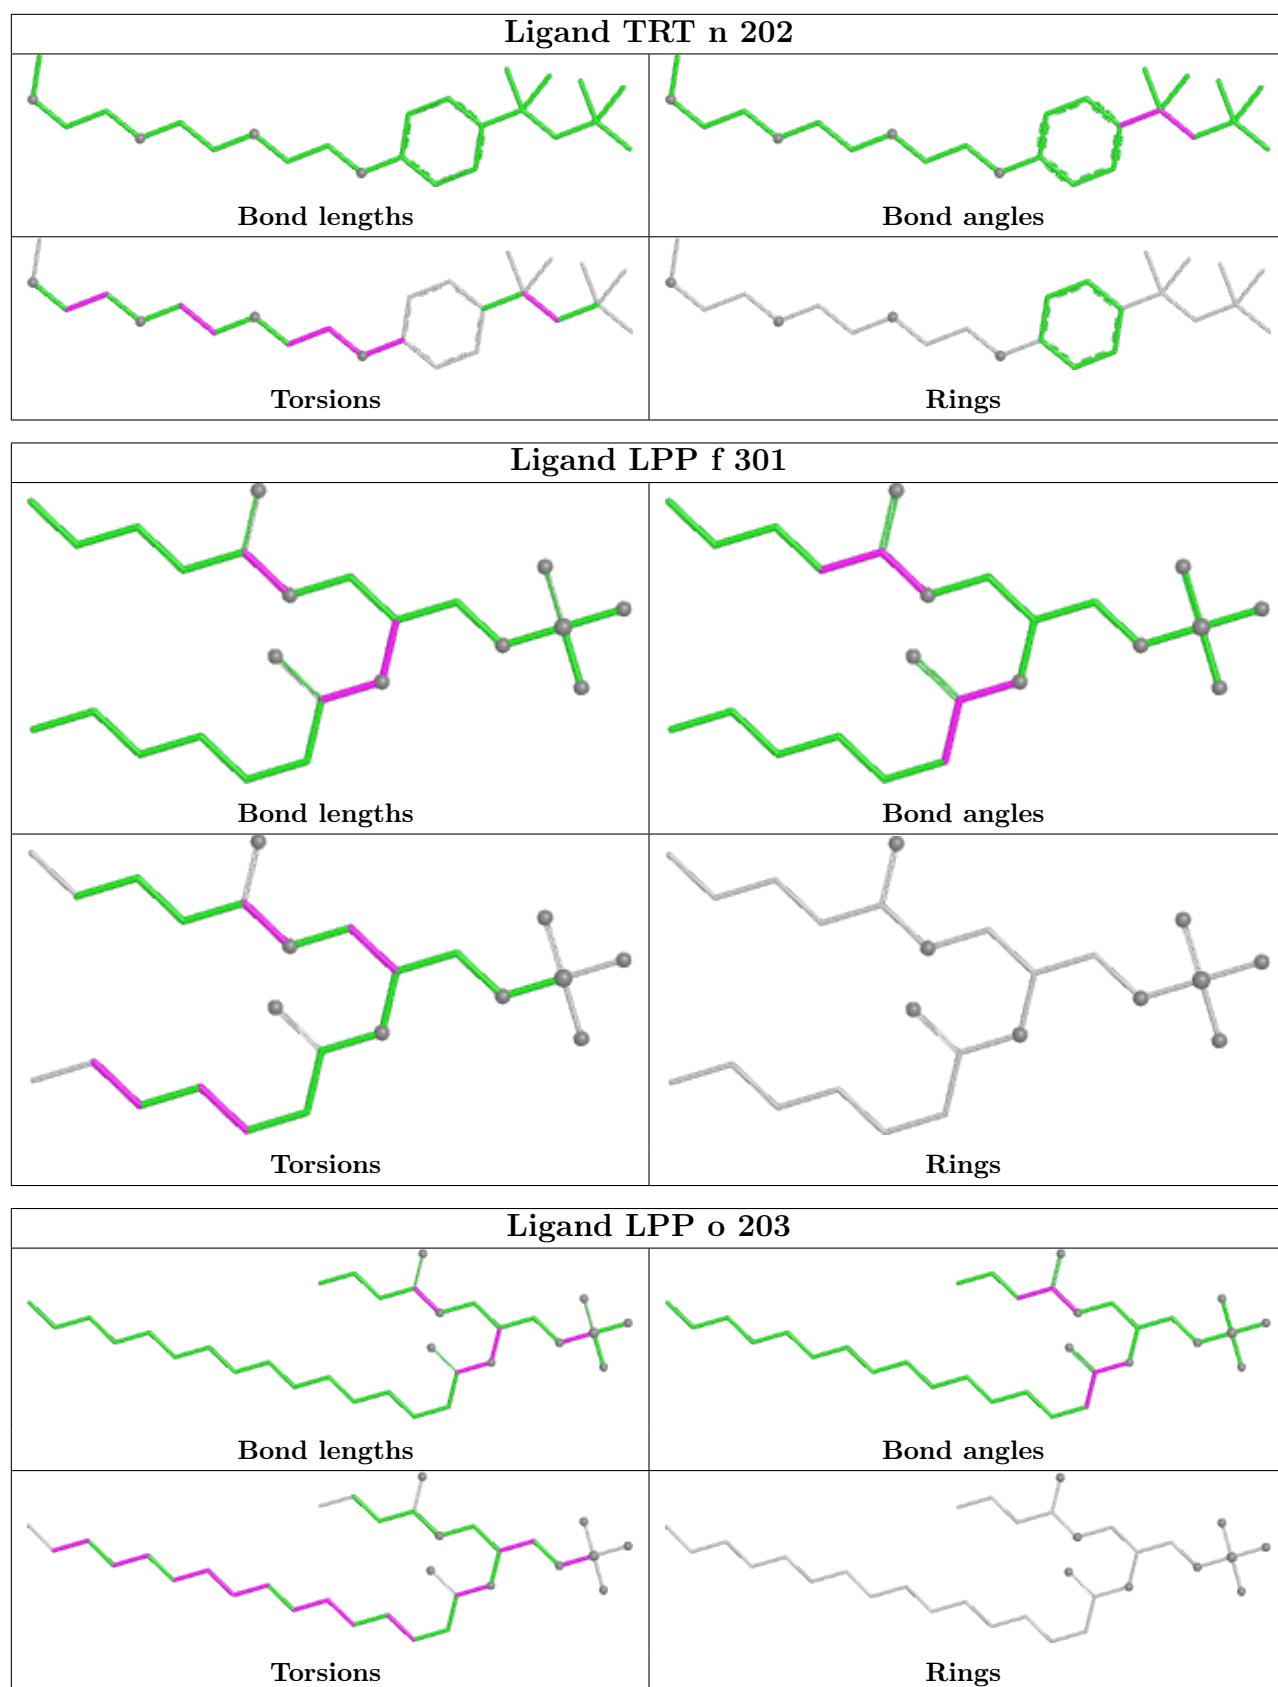 Ligand TRT n 202
Bond lengths
Bond angles
Torsions
Rings
Ligand LPP f 301
Bond lengths
Bond angles
Torsions
Rings
Ligand LPP o 203
Bond lengths
Bond angles
Torsions
Rings